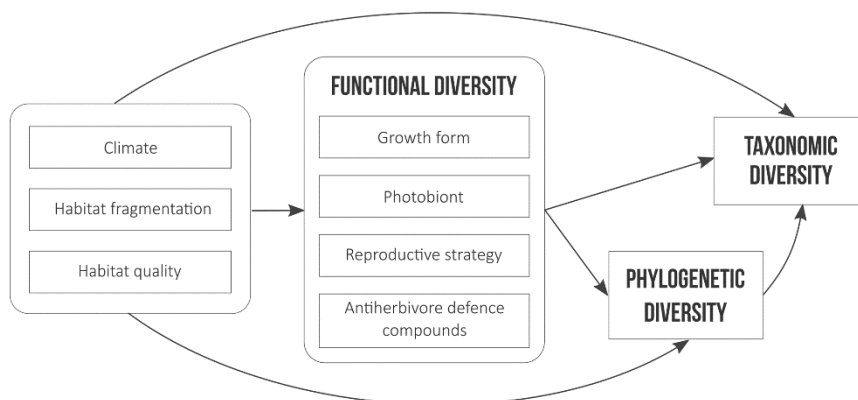 Climate
Habitat fragmentation
Habitat quality
FUNCTIONAL DIVERSITY
Growth form
Photobiont
Reproductive strategy
Antiherbivore defence
compounds
TAXONOMIC
DIVERSITY
PHYLOGENETIC
DIVERSITY